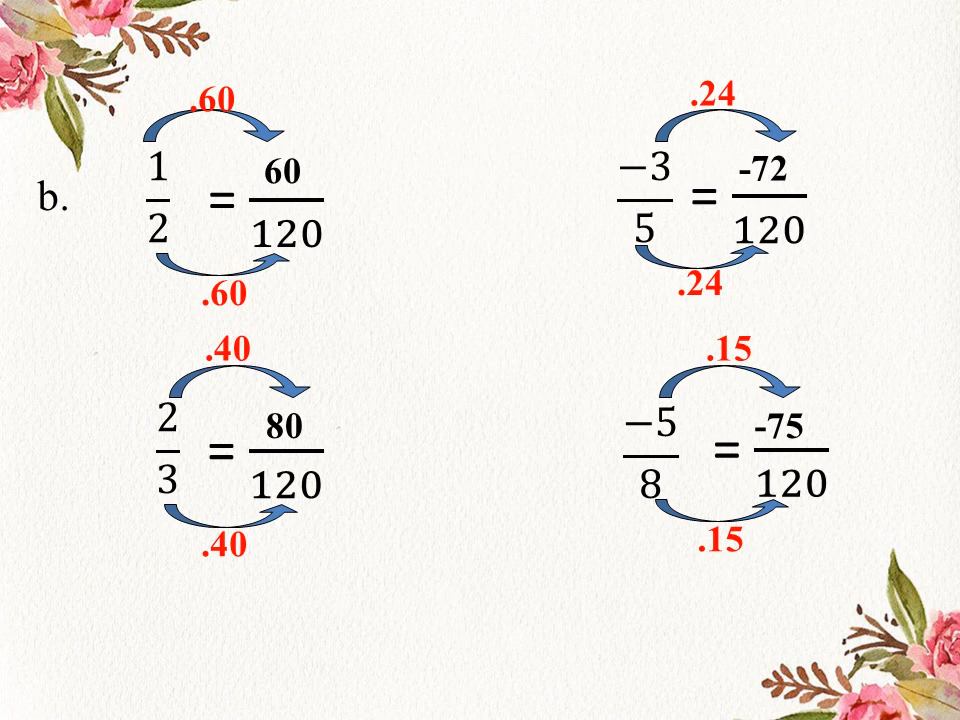 b.
.60
1/2 = 60/120
.60
.24
−3/5 = -72/120
.24
.40
2/3 = 80/120
.40
.15
−5/8 = -75/120
.15